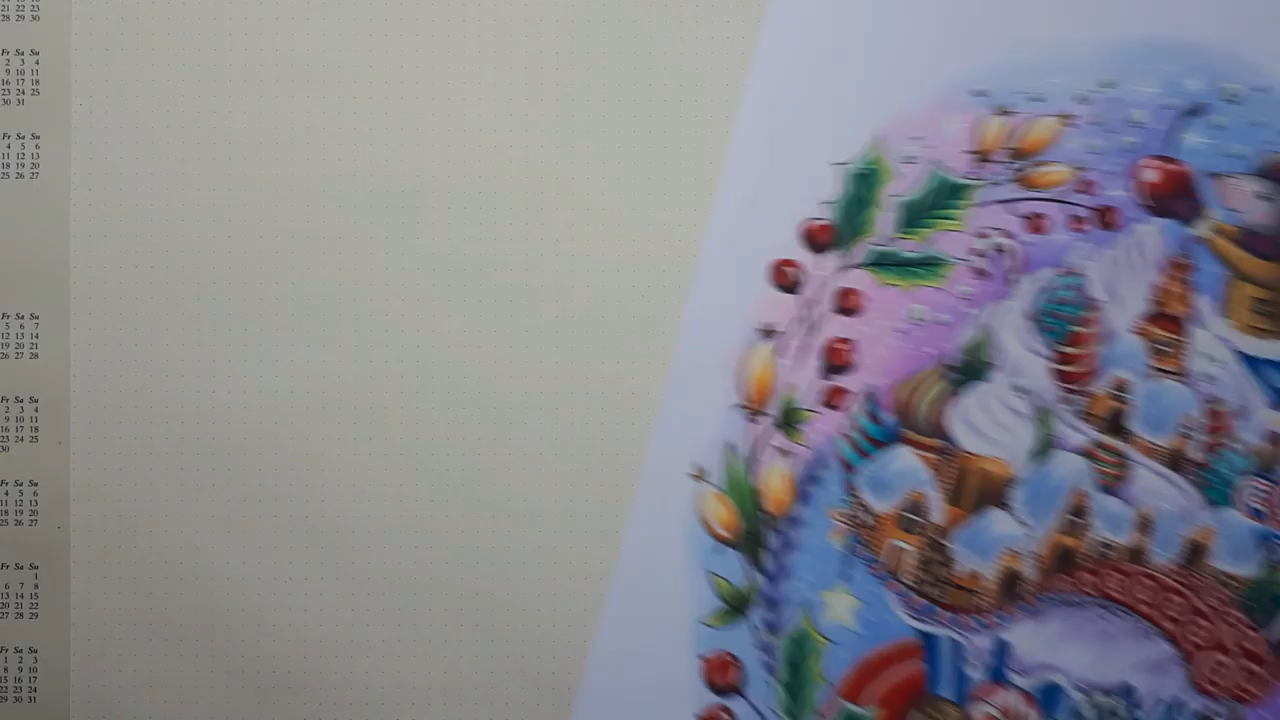 21 22 23
28 29 30
Fr Sa Su
2 3 4
9 10 11
16 17 18
23 24 25
30 31
Fr Sa Su
4 5 6
11 12 13
18 19 20
25 26 27
Fr Sa Su
5 6 7
12 13 14
19 20 21
26 27 28
Fr Sa Su
2 3 4
9 10 11
16 17 18
23 24 25
30
Fr Sa Su
4 5 6
11 12 13
18 19 20
25 26 27
Fr Sa Su
1
6 7 8
13 14 15
20 21 22
27 28 29
Fr Sa Su
1 2 3
8 9 10
15 16 17
22 23 24
29 30 31